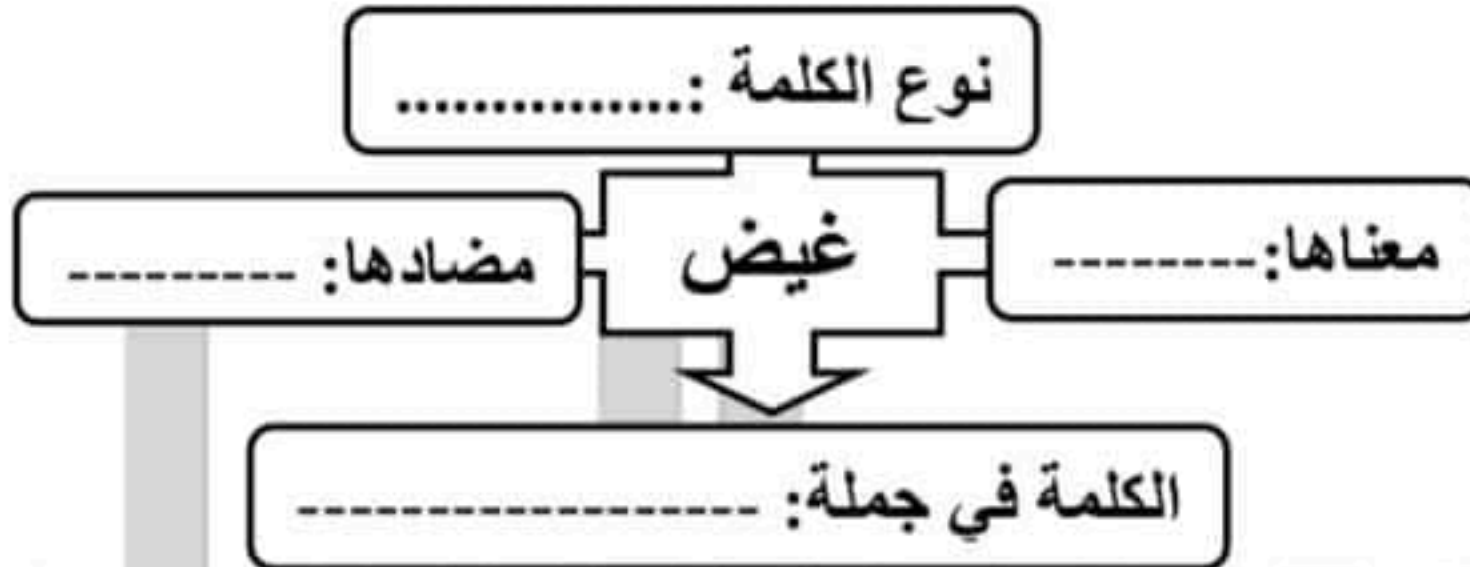 نوع الكلمة :...............
معناها:--------
غيض
مضادها: ---------
الكلمة في جملة: -------------------